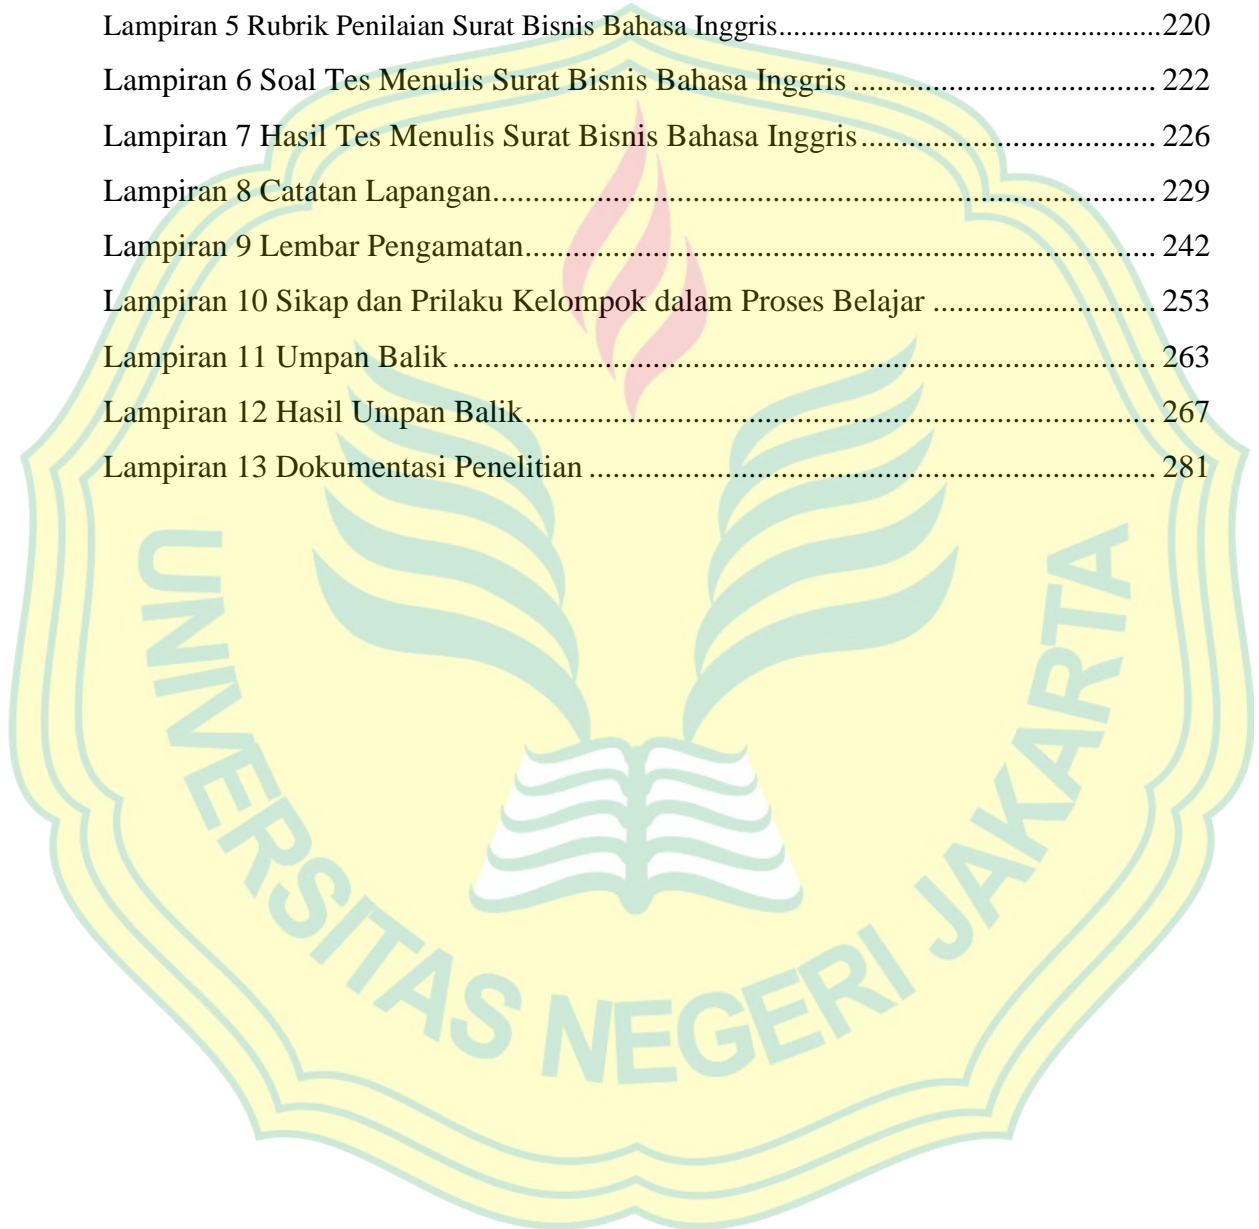 Lampiran 5 Rubrik Penilaian Surat Bisnis Bahasa Inggris.......................................................220
Lampiran 6 Soal Tes Menulis Surat Bisnis Bahasa Inggris ....................................... 222
Lampiran 7 Hasil Tes Menulis Surat Bisnis Bahasa Inggris...................................... 226
Lampiran 8 Catatan Lapangan..................................................................................... 229
Lampiran 9 Lembar Pengamatan................................................................................. 242
Lampiran 10 Sikap dan Prilaku Kelompok dalam Proses Belajar ............................. 253
Lampiran 11 Umpan Balik .......................................................................................... 263
Lampiran 12 Hasil Umpan Balik................................................................................. 267
Lampiran 13 Dokumentasi Penelitian ......................................................................... 281
UNIVERSITAS NEGERI JAKARTA